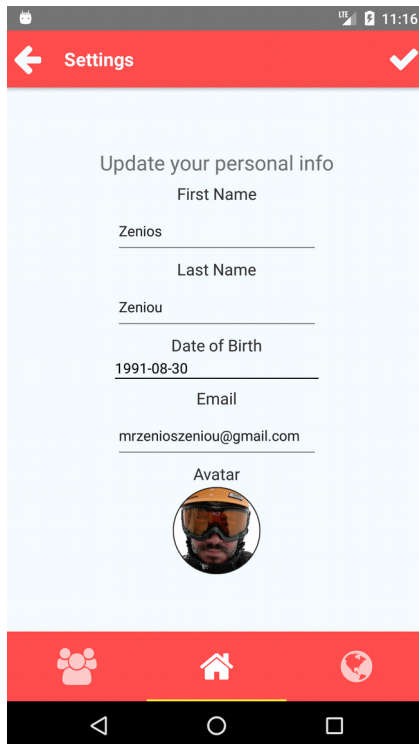 LTE 11:16
Settings
Update your personal info
First Name
Zenios
Last Name
Zeniou
Date of Birth
1991-08-30
Email
mrzenioszeniou@gmail.com
Avatar